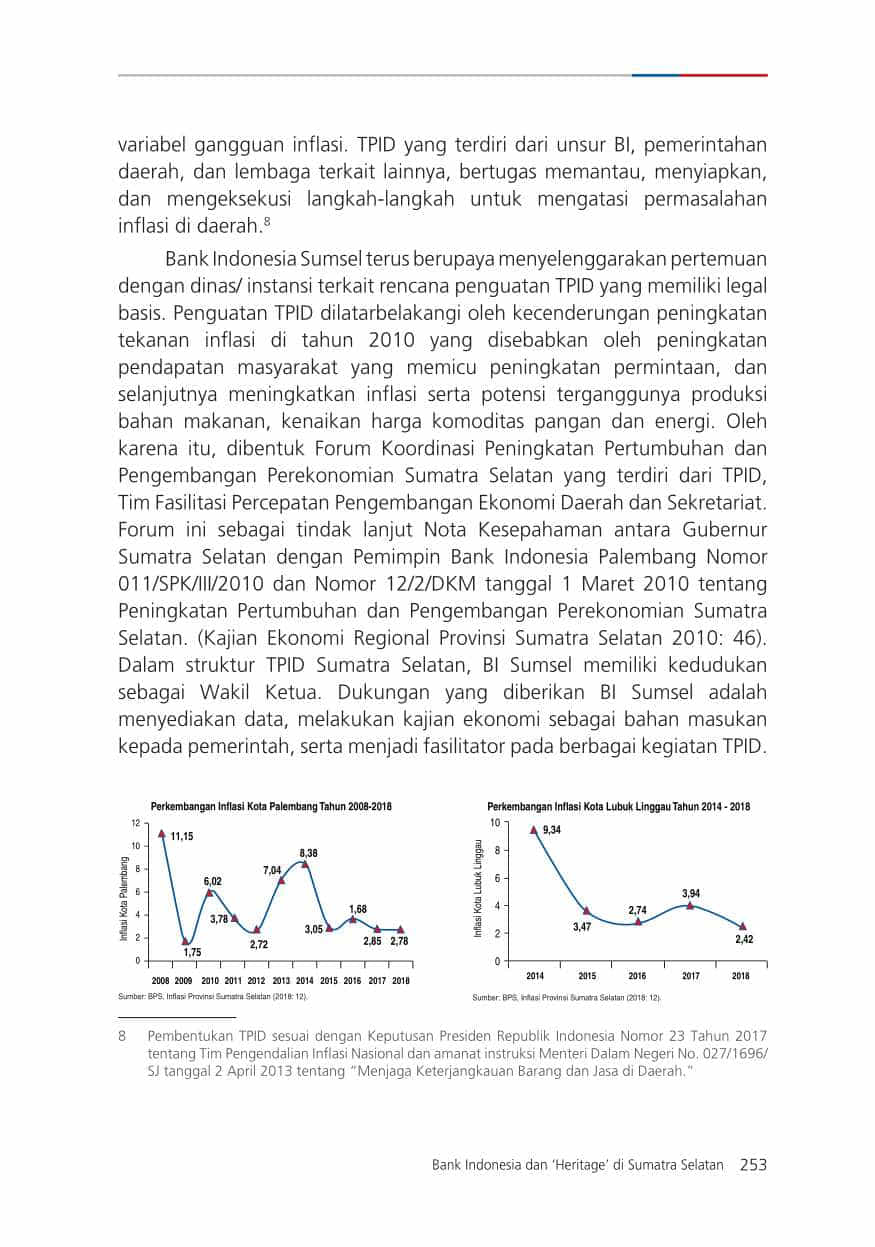 variabel gangguan inflasi. TPID yang terdiri dari unsur BI, pemerintahan
daerah, dan lembaga terkait lainnya, bertugas memantau, menyiapkan,
dan mengeksekusi langkah-langkah untuk mengatasi permasalahan
inflasi di daerah.8
Bank Indonesia Sumsel terus berupaya menyelenggarakan pertemuan
dengan dinas/ instansi terkait rencana penguatan TPID yang memiliki legal
basis. Penguatan TPID dilatarbelakangi oleh kecenderungan peningkatan
tekanan inflasi di tahun 2010 yang disebabkan oleh peningkatan
pendapatan masyarakat yang memicu peningkatan permintaan, dan
selanjutnya meningkatkan inflasi serta potensi terganggunya produksi
bahan makanan, kenaikan harga komoditas pangan dan energi. Oleh
karena itu, dibentuk Forum Koordinasi Peningkatan Pertumbuhan dan
Pengembangan Perekonomian Sumatra Selatan yang terdiri dari TPID,
Tim Fasilitasi Percepatan Pengembangan Ekonomi Daerah dan Sekretariat.
Forum ini sebagai tindak lanjut Nota Kesepahaman antara Gubernur
Sumatra Selatan dengan Pemimpin Bank Indonesia Palembang Nomor
011/SPK/III/2010 dan Nomor 12/2/DKM tanggal 1 Maret 2010 tentang
Peningkatan Pertumbuhan dan Pengembangan Perekonomian Sumatra
Selatan. (Kajian Ekonomi Regional Provinsi Sumatra Selatan 2010: 46).
Dalam struktur TPID Sumatra Selatan, BI Sumsel memiliki kedudukan
sebagai Wakil Ketua. Dukungan yang diberikan BI Sumsel adalah
menyediakan data, melakukan kajian ekonomi sebagai bahan masukan
kepada pemerintah, serta menjadi fasilitator pada berbagai kegiatan TPID.
Perkembangan Inflasi Kota Palembang Tahun 2008-2018
Inflasi Kota Palembang
12
10
8
6
4
2
0
11,15
1,75
6,02
3,78
2,72
7,04
8,38
3,05
1,68
2,85
2,78
2008 2009 2010 2011 2012 2013 2014 2015 2016 2017 2018
Sumber: BPS, Inflasi Provinsi Sumatra Selatan (2018: 12).
Perkembangan Inflasi Kota Lubuk Linggau Tahun 2014 - 2018
Inflasi Kota Lubuk Linggau
10
8
6
4
2
0
9,34
3,47
2,74
3,94
2,42
2014 2015 2016 2017 2018
Sumber: BPS, Inflasi Provinsi Sumatra Selatan (2018: 12).
8 Pembentukan TPID sesuai dengan Keputusan Presiden Republik Indonesia Nomor 23 Tahun 2017
tentang Tim Pengendalian Inflasi Nasional dan amanat instruksi Menteri Dalam Negeri No. 027/1696/
SJ tanggal 2 April 2013 tentang “Menjaga Keterjangkauan Barang dan Jasa di Daerah.”
Bank Indonesia dan ‘Heritage’ di Sumatra Selatan 253